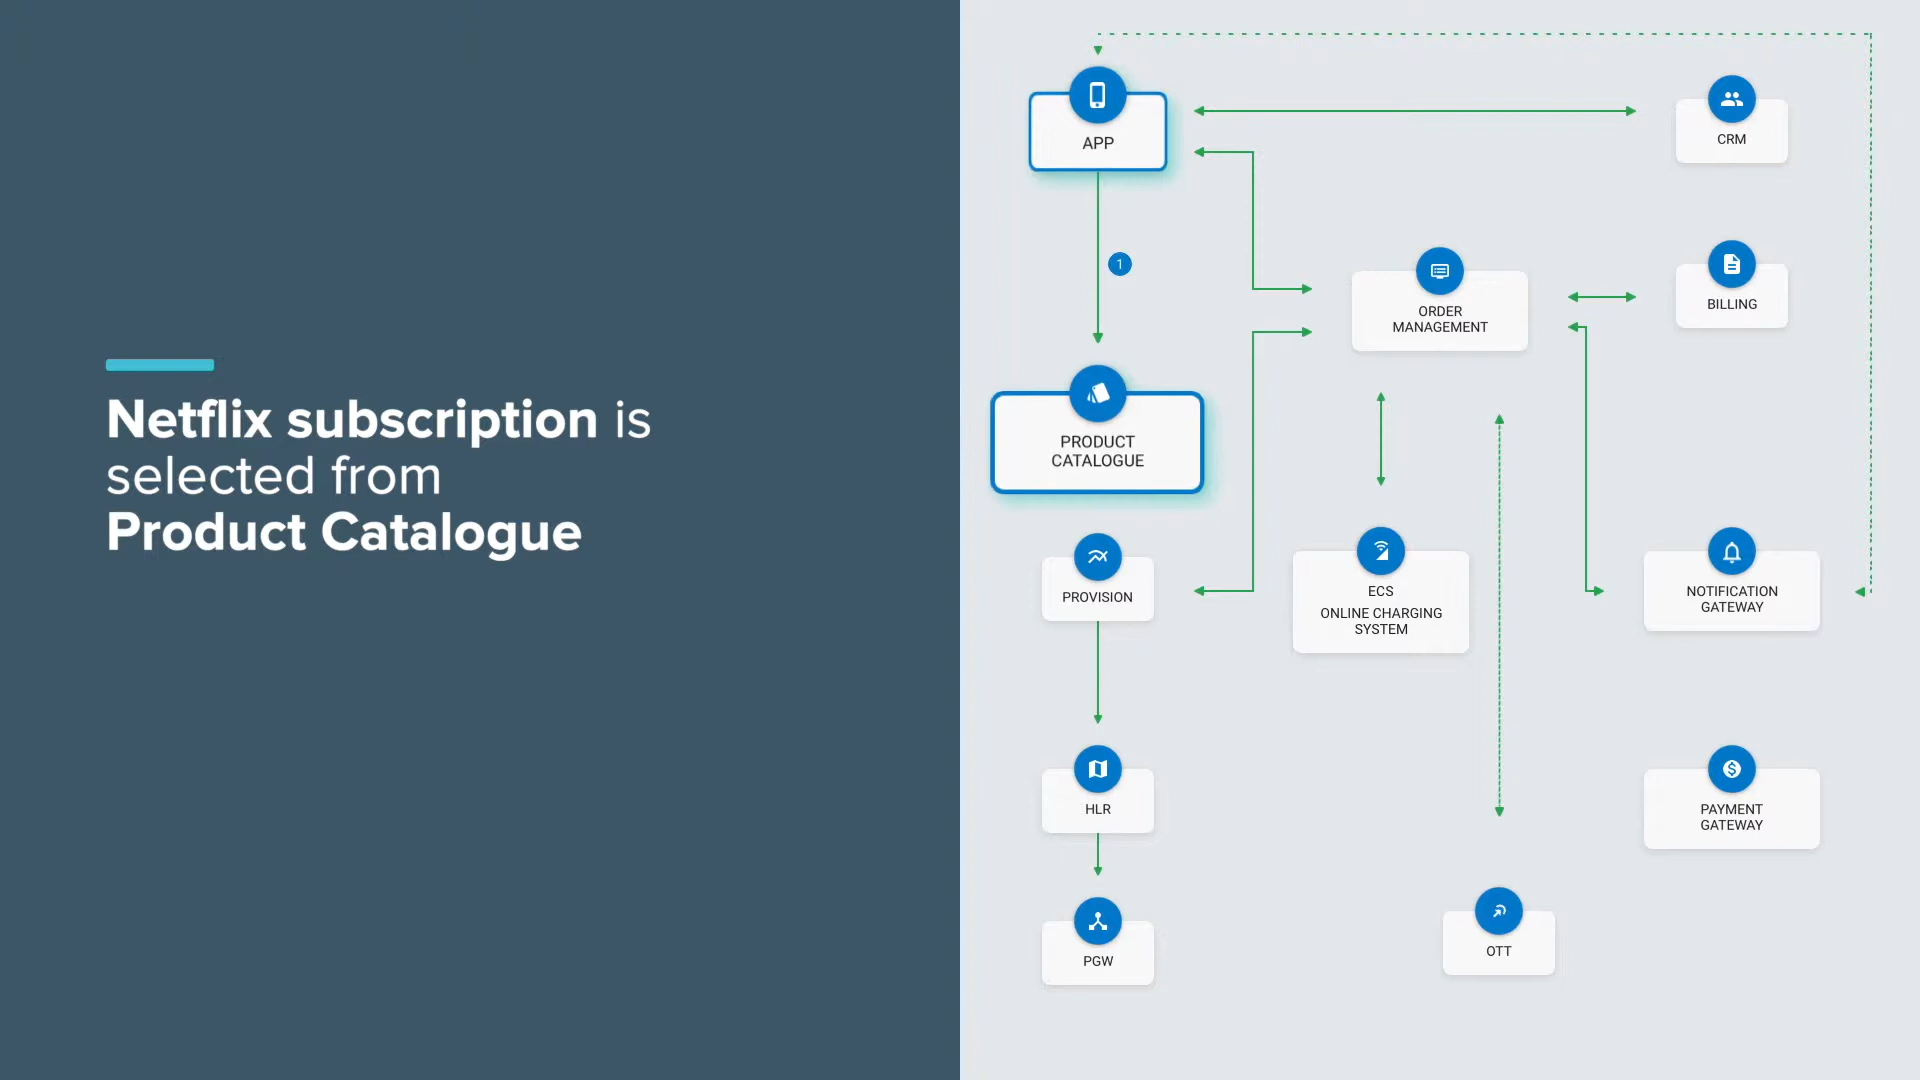 Netflix subscription is
selected from
Product Catalogue
APP
CRM
1
ORDER
MANAGEMENT
BILLING
PRODUCT
CATALOGUE
PROVISION
ECS
ONLINE CHARGING
SYSTEM
NOTIFICATION
GATEWAY
HLR
PAYMENT
GATEWAY
PGW
OTT